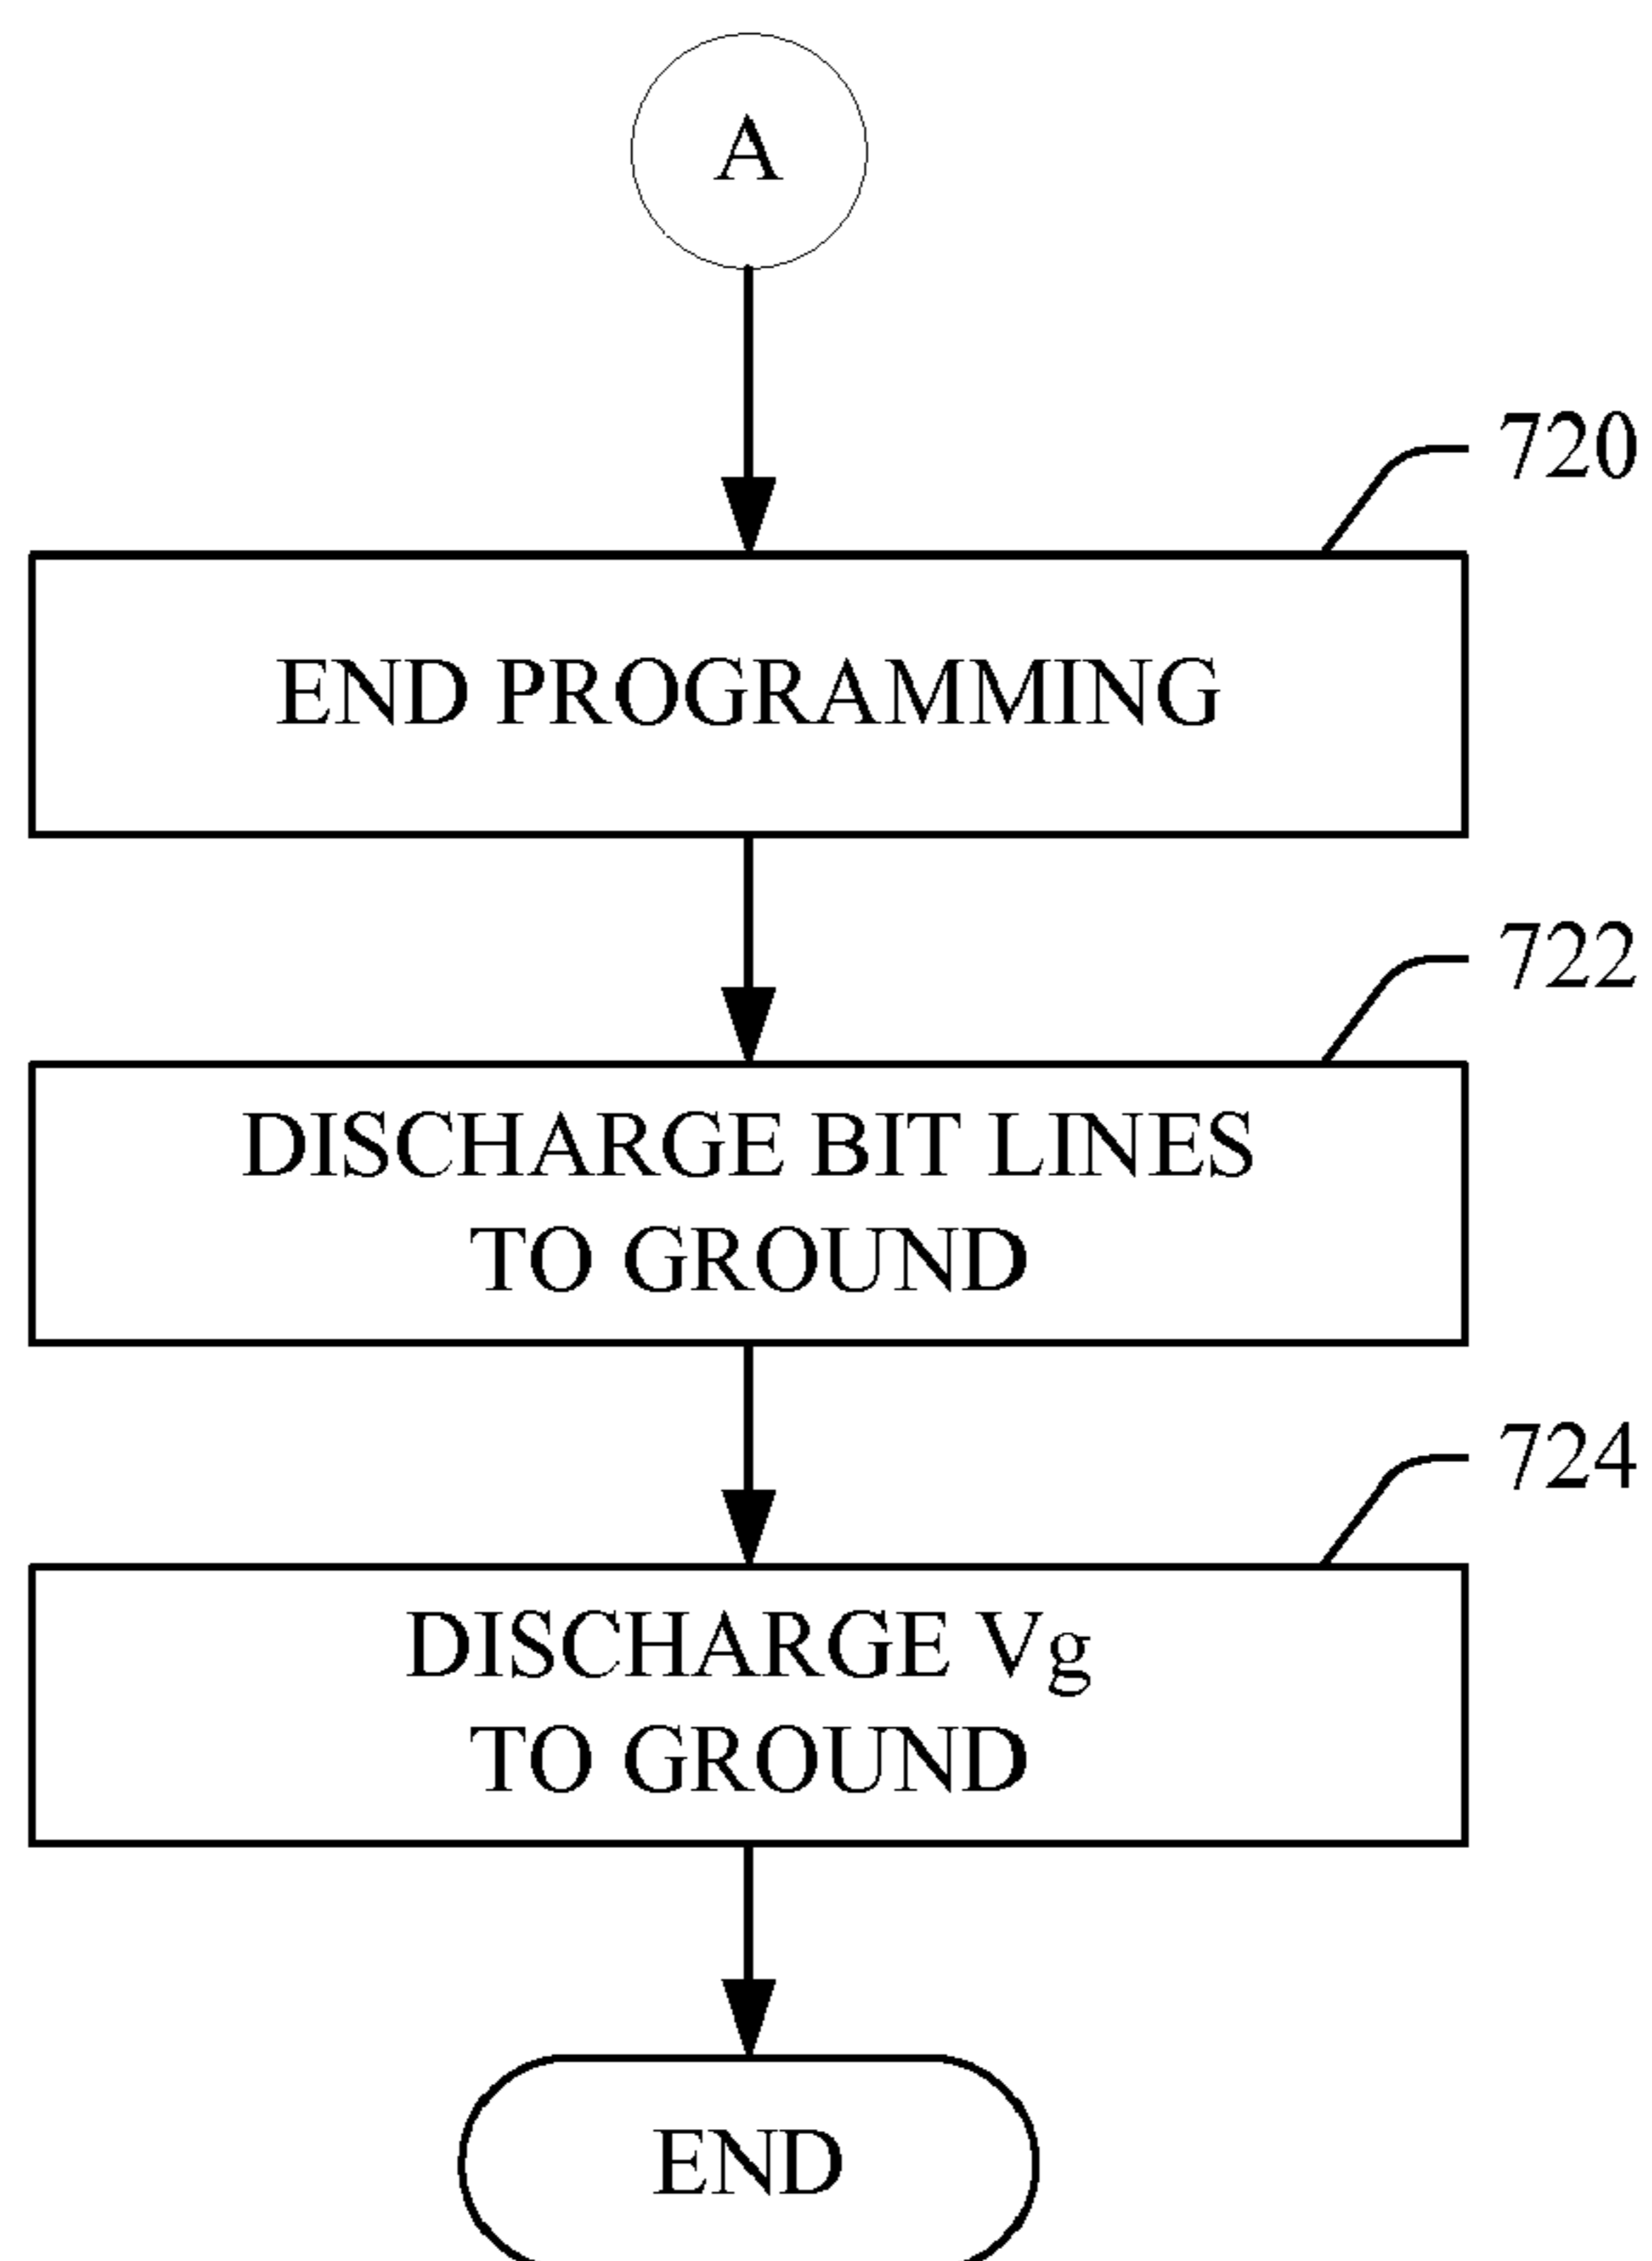 A
720
END PROGRAMMING
722
DISCHARGE BIT LINES
TO GROUND
724
DISCHARGE Vg
TO GROUND
END